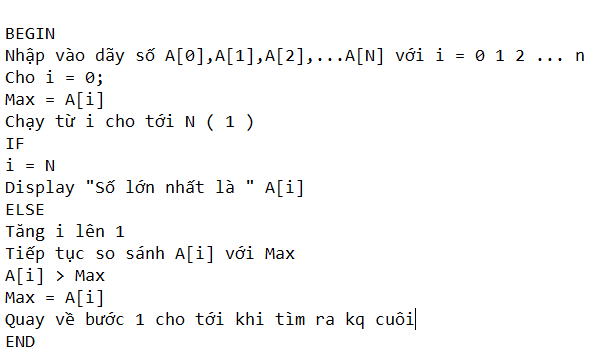 BEGIN
Nhập vào dãy số A[0],A[1],A[2],...A[N] với i = 0 1 2 ... n
Cho i = 0;
Max = A[i]
Chạy từ i cho tới N ( 1 )
IF
i = N
Display "Số lớn nhất là " A[i]
ELSE
Tăng i lên 1
Tiếp tục so sánh A[i] với Max
A[i] > Max
Max = A[i]
Quay về bước 1 cho tới khi tìm ra kq cuôi
END